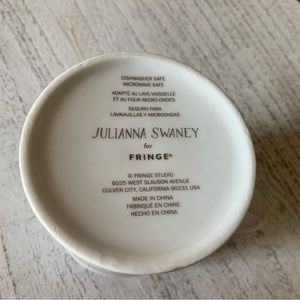 DISHWASHER SAFE
MICROWAVE SAFE
ADAPTÉ AU LAVE-VAISSELLE
ET AU FOUR MICRO-ONDES
SEGURO PARA
LAVAVAJILLAS Y MICROONDAS
JULIANNA SWANEY
for
FRINGE®
© FRINGE STUDIO
6025 WEST SLAUSON AVENUE
CULVER CITY, CALIFORNIA 90231 USA
MADE IN CHINA
FABRIQUÉ EN CHINE
HECHO EN CHINA